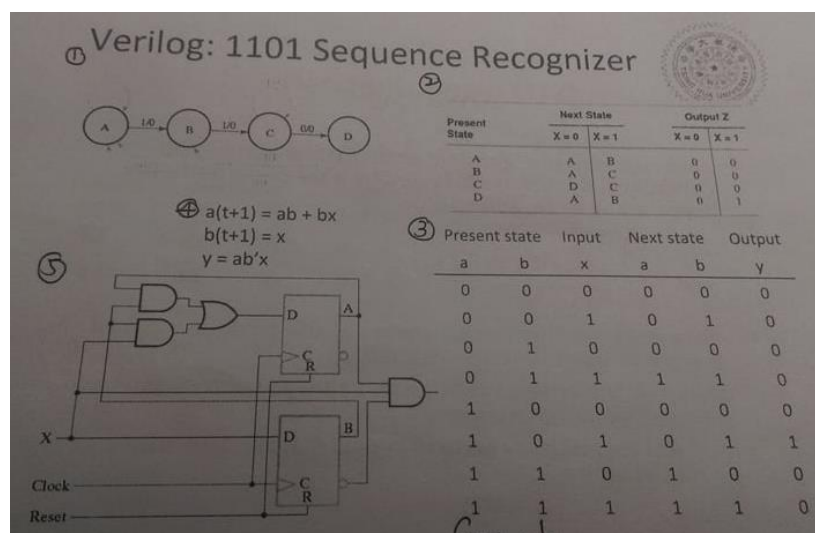 ① Verilog: 1101 Sequence Recognizer
A 1/0 B 1/0 C 0/0 D
②
Present State Next State Output Z
X = 0 X = 1 X = 0 X = 1
A A B 0 0
B A C 0 0
C D C 0 0
D A B 0 1
④ a(t+1) = ab + bx
b(t+1) = x
y = ab'x
③ Present state Input Next state Output
a b x a b y
0 0 0 0 0 0
0 0 1 0 1 0
0 1 0 0 0 0
0 1 1 1 1 0
1 0 0 0 0 0
1 0 1 0 1 1
1 1 0 1 0 0
1 1 1 1 1 0
⑤
D A
C
R
X D B
Clock C
R
Reset